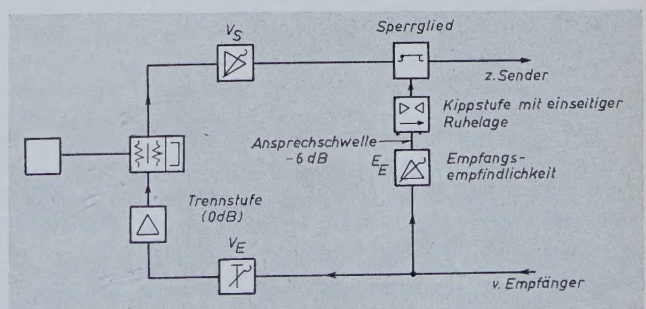 V_S
Sperrglied
z. Sender
Kippstufe mit einseitiger
Ruhelage
Ansprechschwelle
-6 dB
E_E
Empfangs-
empfindlichkeit
Trennstufe
(0dB)
V_E
v. Empfänger